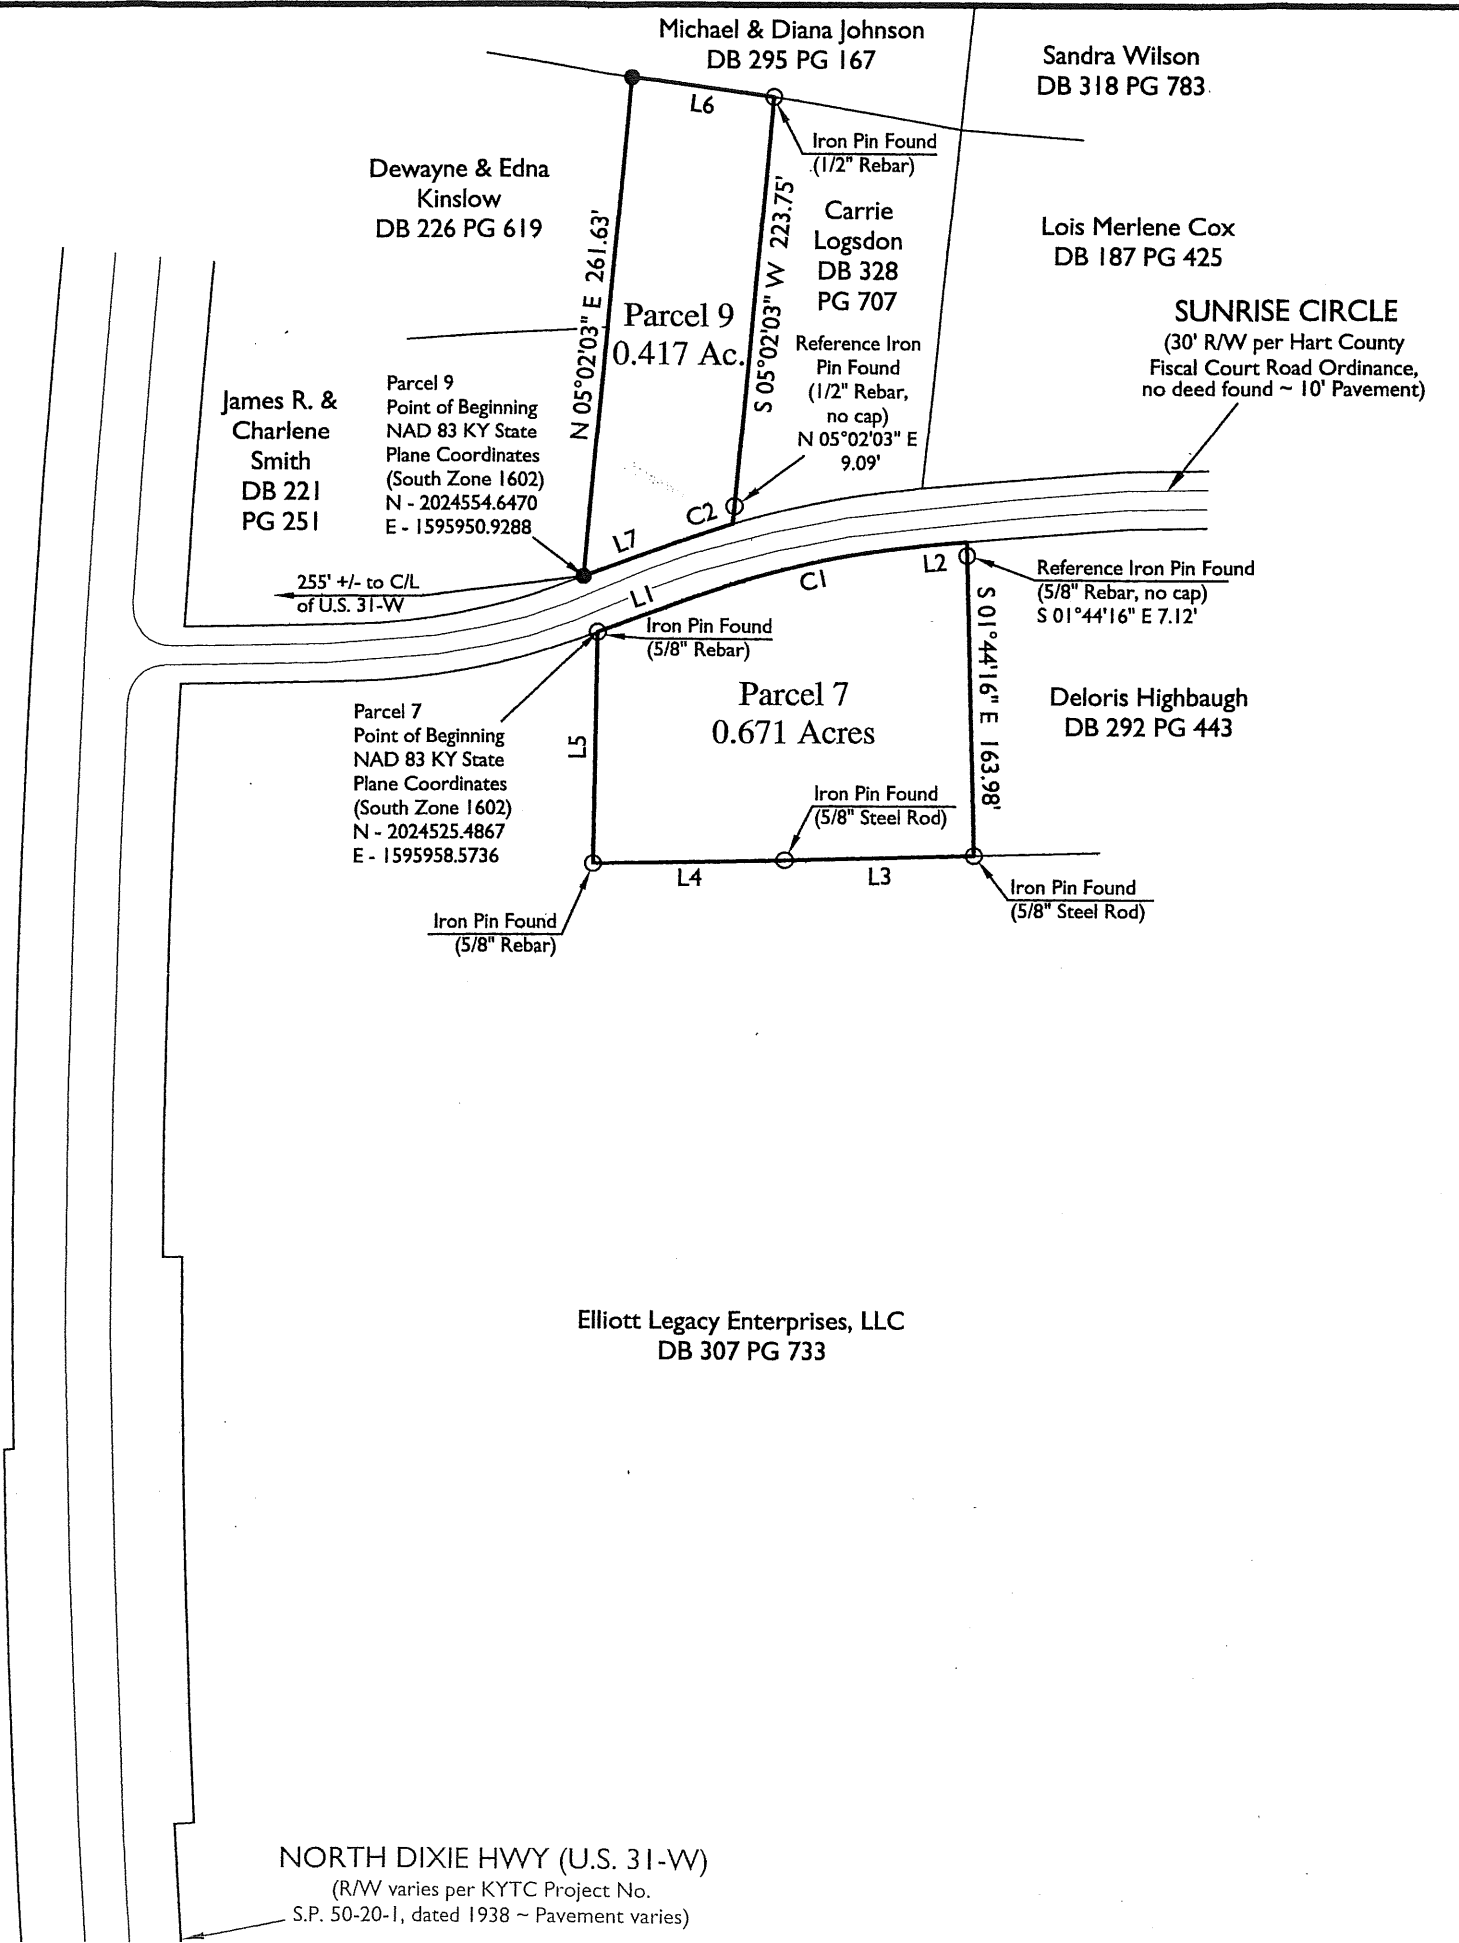 Michael & Diana Johnson
DB 295 PG 167
Sandra Wilson
DB 318 PG 783
L6
Iron Pin Found
(1/2" Rebar)
Dewayne & Edna
Kinslow
DB 226 PG 619
N 05°02'03" E 261.63'
S 05°02'03" W 223.75'
Carrie
Logsdon
DB 328
PG 707
Lois Merlene Cox
DB 187 PG 425
Parcel 9
0.417 Ac.
SUNRISE CIRCLE
(30' R/W per Hart County
Fiscal Court Road Ordinance,
no deed found ~ 10' Pavement)
Reference Iron
Pin Found
(1/2" Rebar,
no cap)
N 05°02'03" E
9.09'
James R. &
Charlene
Smith
DB 221
PG 251
Parcel 9
Point of Beginning
NAD 83 KY State
Plane Coordinates
(South Zone 1602)
N - 2024554.6470
E - 1595950.9288
C2
L7
255' +/- to C/L
of U.S. 31-W
L1
C1
L2
Reference Iron Pin Found
(5/8" Rebar, no cap)
S 01°44'16" E 7.12'
Iron Pin Found
(5/8" Rebar)
S 01°44'16" E 163.98'
Parcel 7
0.671 Acres
Deloris Highbaugh
DB 292 PG 443
Parcel 7
Point of Beginning
NAD 83 KY State
Plane Coordinates
(South Zone 1602)
N - 2024525.4867
E - 1595958.5736
L5
Iron Pin Found
(5/8" Steel Rod)
L4
L3
Iron Pin Found
(5/8" Steel Rod)
Iron Pin Found
(5/8" Rebar)
Elliott Legacy Enterprises, LLC
DB 307 PG 733
NORTH DIXIE HWY (U.S. 31-W)
(R/W varies per KYTC Project No.
S.P. 50-20-1, dated 1938 ~ Pavement varies)